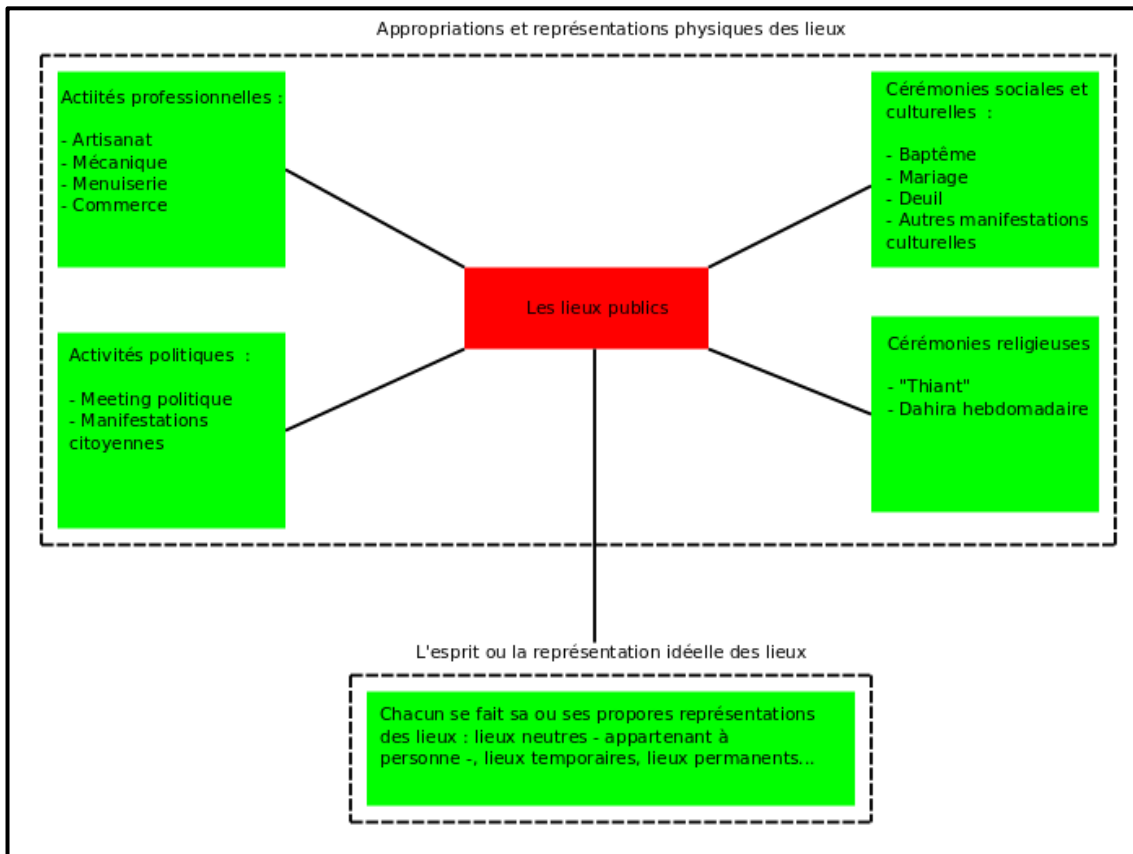 Appropriations et représentations physiques des lieux
Actiités professionnelles :
- Artisanat
- Mécanique
- Menuiserie
- Commerce
Cérémonies sociales et
culturelles :
- Baptême
- Mariage
- Deuil
- Autres manifestations
culturelles
Les lieux publics
Activités politiques :
- Meeting politique
- Manifestations
citoyennes
Cérémonies religieuses
- "Thiant"
- Dahira hebdomadaire
L'esprit ou la représentation idéelle des lieux
Chacun se fait sa ou ses propores représentations
des lieux : lieux neutres - appartenant à
personne -, lieux temporaires, lieux permanents...